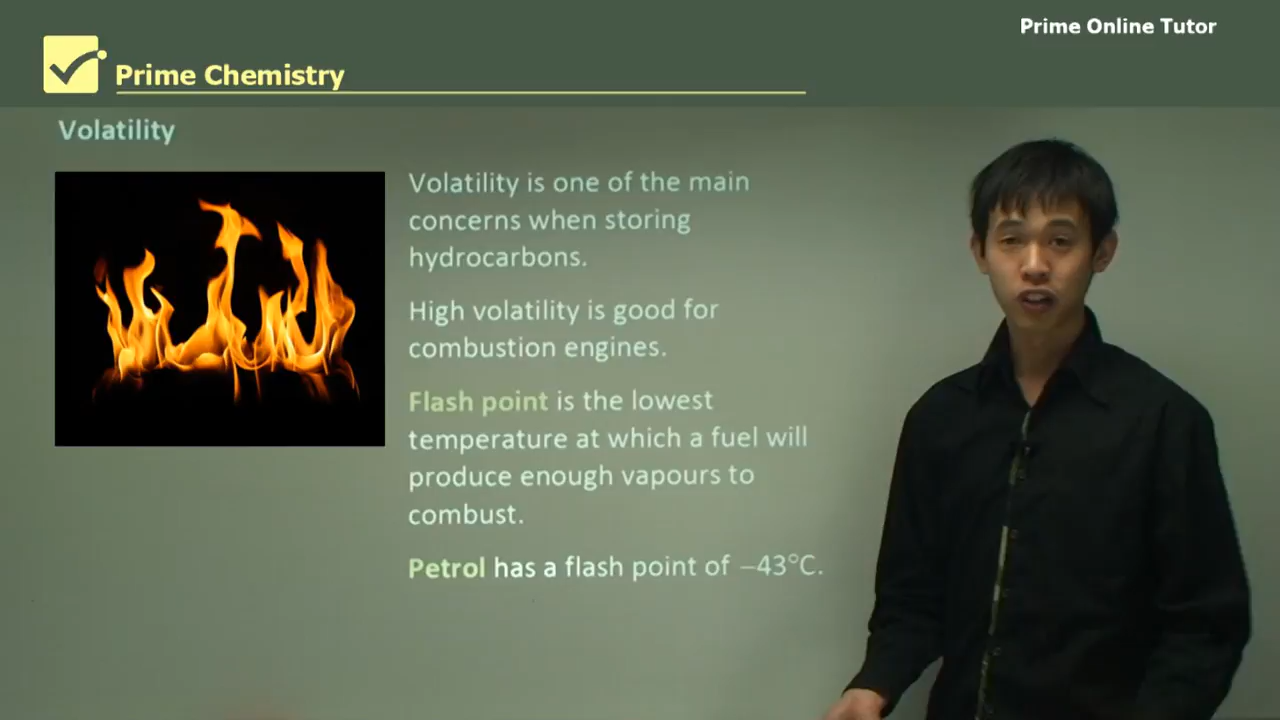 Prime Online Tutor
Prime Chemistry
Volatility
Volatility is one of the main
concerns when storing
hydrocarbons.
High volatility is good for
combustion engines.
Flash point is the lowest
temperature at which a fuel will
produce enough vapours to
combust.
Petrol has a flash point of −43°C.